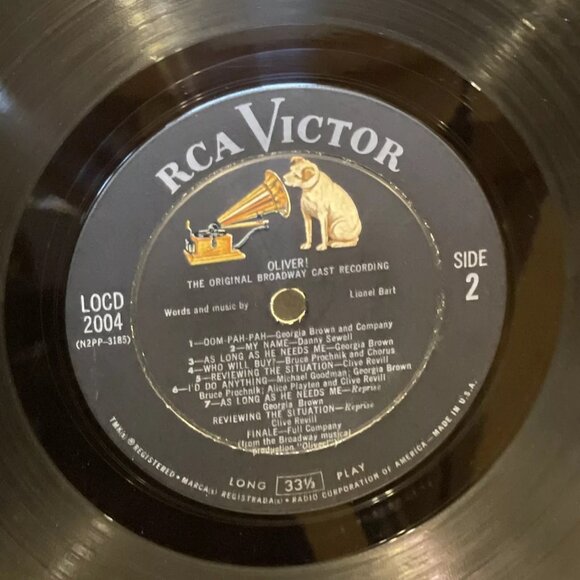 RCA VICTOR
OLIVER!
THE ORIGINAL BROADWAY CAST RECORDING
SIDE
2
LOCD
2004
(N2PP-3185)
Words and music by Lionel Bart
1—OOM-PAH-PAH—Georgia Brown and Company
2—MY NAME—Danny Sewell
3—AS LONG AS HE NEEDS ME—Georgia Brown
4—WHO WILL BUY?—Bruce Prochnik and Chorus
5—REVIEWING THE SITUATION—Clive Revill
6—I'D DO ANYTHING—Michael Goodman; Georgia Brown
Bruce Prochnik; Alice Playten and Clive Revill
7—AS LONG AS HE NEEDS ME—Reprise
Georgia Brown
REVIEWING THE SITUATION—Reprise
Clive Revill
FINALE—Full Company
(from the Broadway musical
production "Oliver!")
LONG 33⅓ PLAY
TMK(s) ® REGISTERED • MARCA(s) REGISTRADA(s) • RADIO CORPORATION OF AMERICA — MADE IN U.S.A.